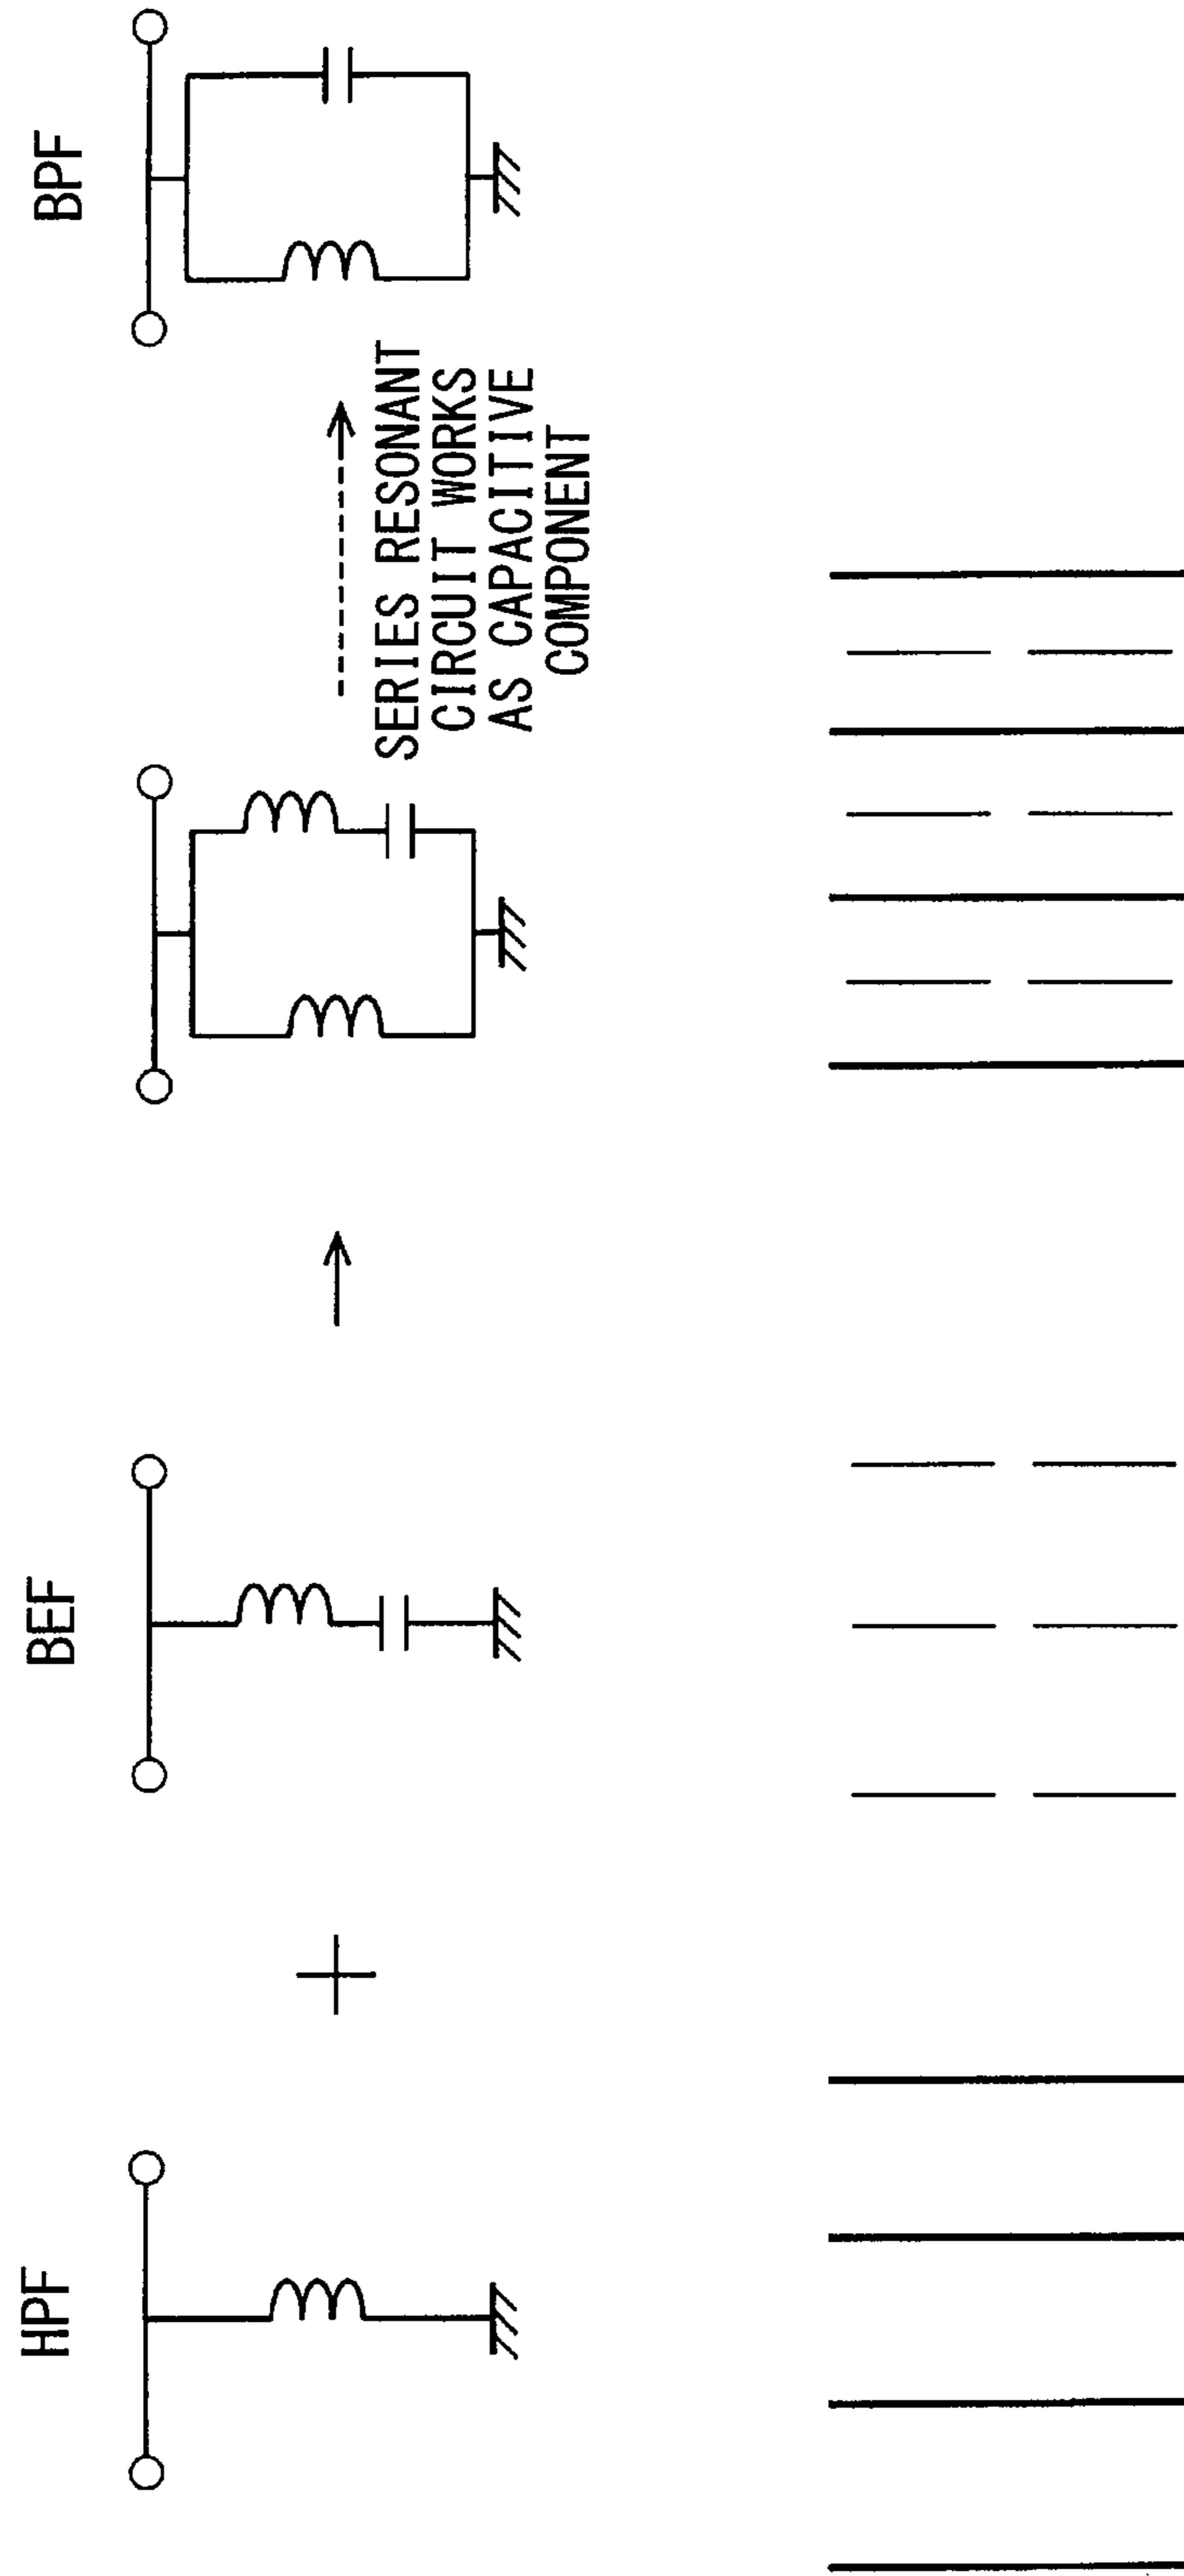 HPF
BEF
BPF
+
SERIES RESONANT
CIRCUIT WORKS
AS CAPACITIVE
COMPONENT